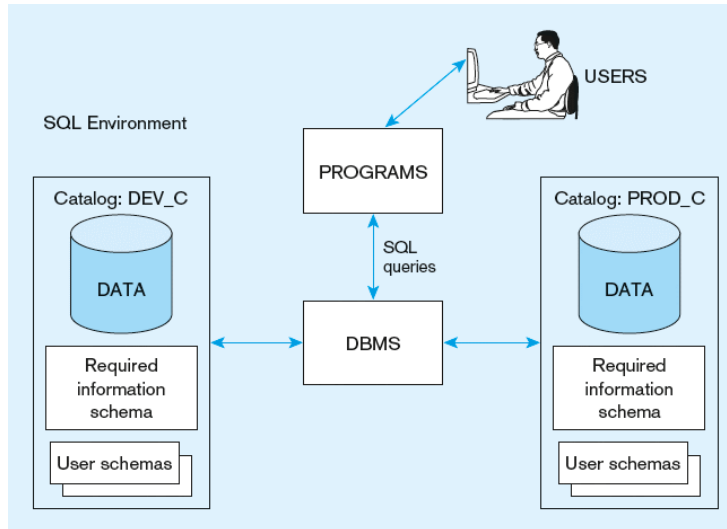 USERS
SQL Environment
PROGRAMS
Catalog: DEV_C
Catalog: PROD_C
SQL
queries
DATA
DATA
DBMS
Required
information
schema
Required
information
schema
User schemas
User schemas